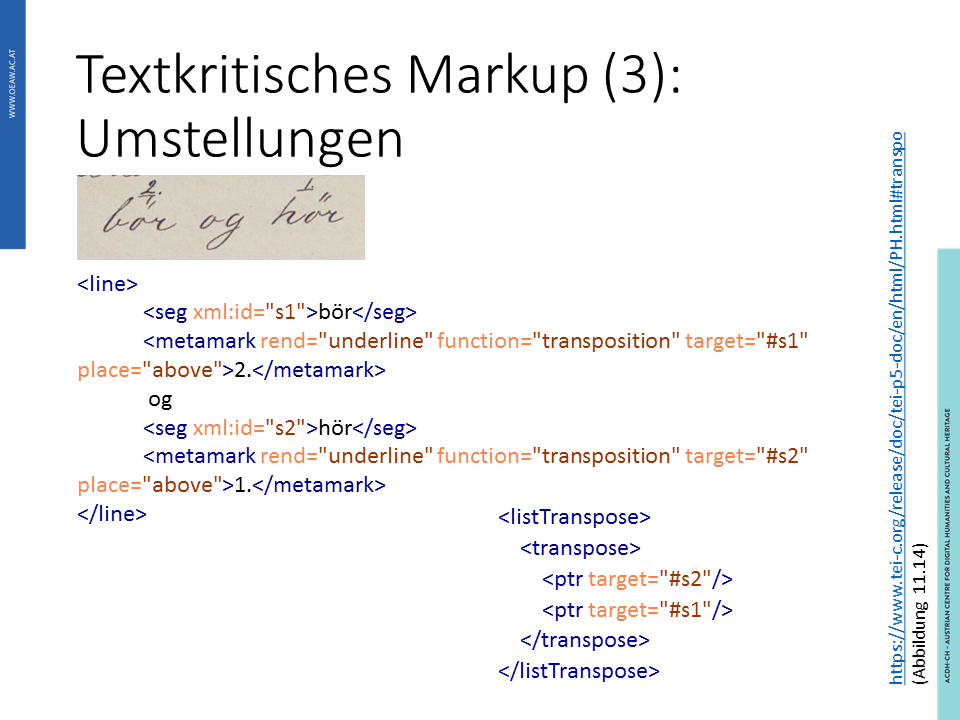 WWW.OEAW.AC.AT
Textkritisches Markup (3):
Umstellungen
2. 1.
bör og hör
<line>
<seg xml:id="s1">bör</seg>
<metamark rend="underline" function="transposition" target="#s1"
place="above">2.</metamark>
og
<seg xml:id="s2">hör</seg>
<metamark rend="underline" function="transposition" target="#s2"
place="above">1.</metamark>
</line>
<listTranspose>
<transpose>
<ptr target="#s2"/>
<ptr target="#s1"/>
</transpose>
</listTranspose>
https://www.tei-c.org/release/doc/tei-p5-doc/en/html/PH.html#transpo
(Abbildung 11.14)
ACDH-CH – AUSTRIAN CENTRE FOR DIGITAL HUMANITIES AND CULTURAL HERITAGE